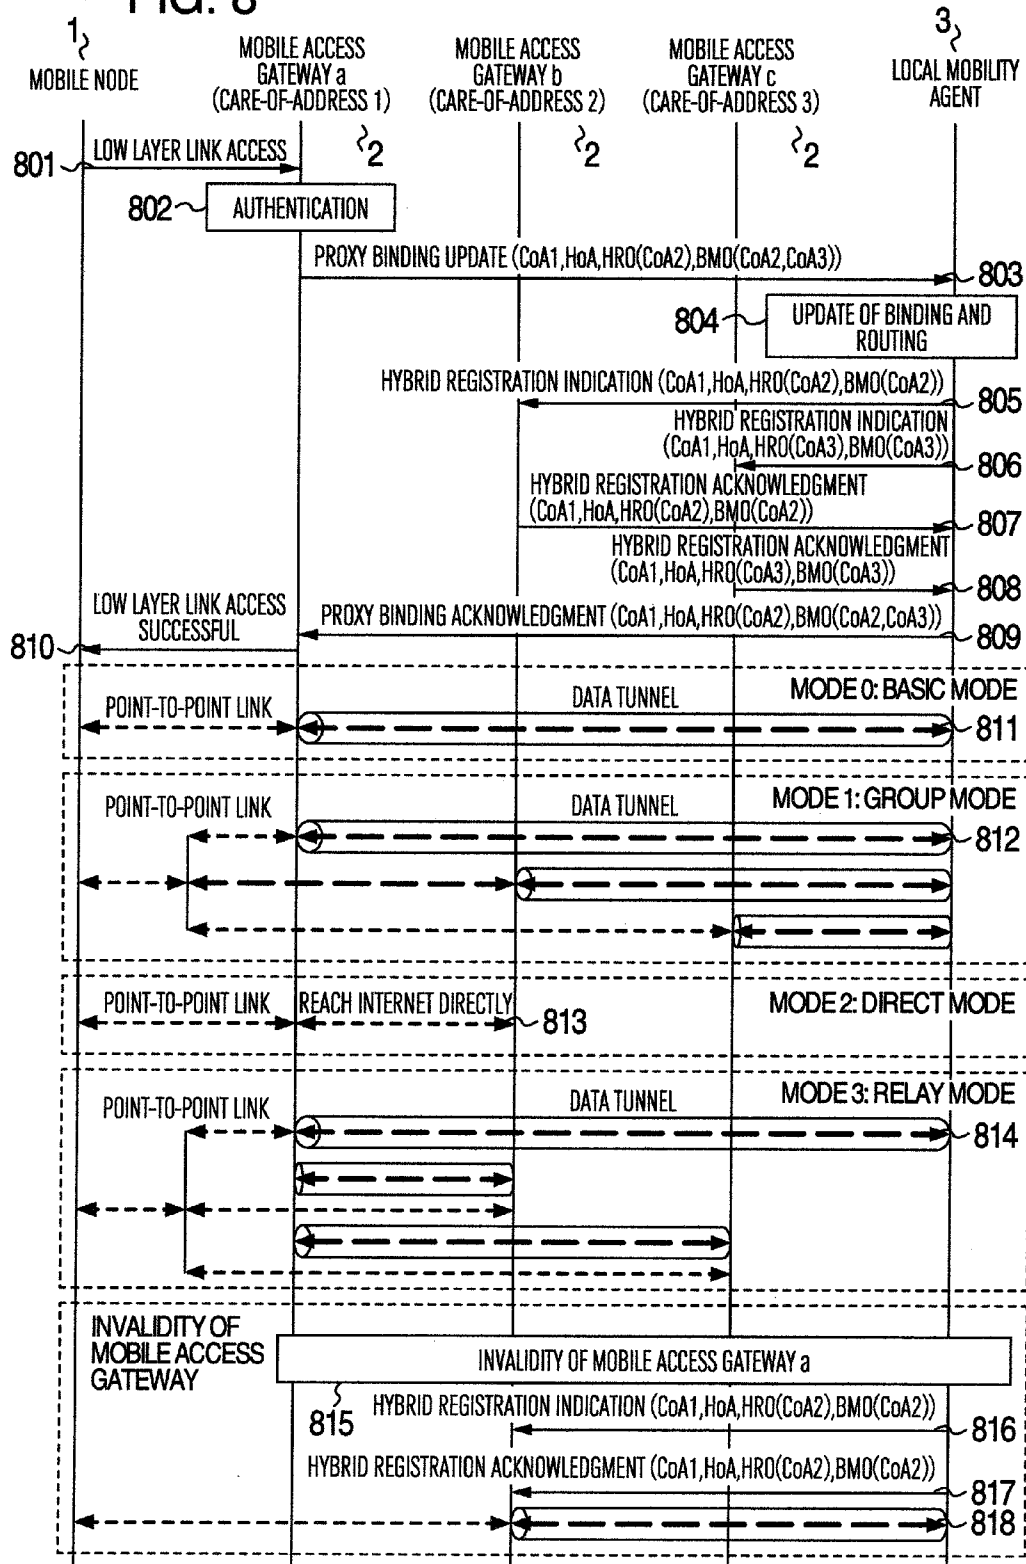 FIG. 8
1
MOBILE NODE
MOBILE ACCESS
GATEWAY a
(CARE-OF-ADDRESS 1)
2
MOBILE ACCESS
GATEWAY b
(CARE-OF-ADDRESS 2)
2
MOBILE ACCESS
GATEWAY c
(CARE-OF-ADDRESS 3)
2
3
LOCAL MOBILITY
AGENT
801
LOW LAYER LINK ACCESS
802
AUTHENTICATION
PROXY BINDING UPDATE (CoA1,HoA,HRO(CoA2),BMO(CoA2,CoA3))
803
804
UPDATE OF BINDING AND
ROUTING
HYBRID REGISTRATION INDICATION (CoA1,HoA,HRO(CoA2),BMO(CoA2))
805
HYBRID REGISTRATION INDICATION
(CoA1,HoA,HRO(CoA3),BMO(CoA3))
806
HYBRID REGISTRATION ACKNOWLEDGMENT
(CoA1,HoA,HRO(CoA2),BMO(CoA2))
807
HYBRID REGISTRATION ACKNOWLEDGMENT
(CoA1,HoA,HRO(CoA3),BMO(CoA3))
808
PROXY BINDING ACKNOWLEDGMENT (CoA1,HoA,HRO(CoA2),BMO(CoA2,CoA3))
809
LOW LAYER LINK ACCESS
SUCCESSFUL
810
MODE 0: BASIC MODE
POINT-TO-POINT LINK
DATA TUNNEL
811
MODE 1: GROUP MODE
POINT-TO-POINT LINK
DATA TUNNEL
812
POINT-TO-POINT LINK
REACH INTERNET DIRECTLY
813
MODE 2: DIRECT MODE
MODE 3: RELAY MODE
POINT-TO-POINT LINK
DATA TUNNEL
814
INVALIDITY OF
MOBILE ACCESS
GATEWAY
INVALIDITY OF MOBILE ACCESS GATEWAY a
815
HYBRID REGISTRATION INDICATION (CoA1,HoA,HRO(CoA2),BMO(CoA2))
816
HYBRID REGISTRATION ACKNOWLEDGMENT (CoA1,HoA,HRO(CoA2),BMO(CoA2))
817
818